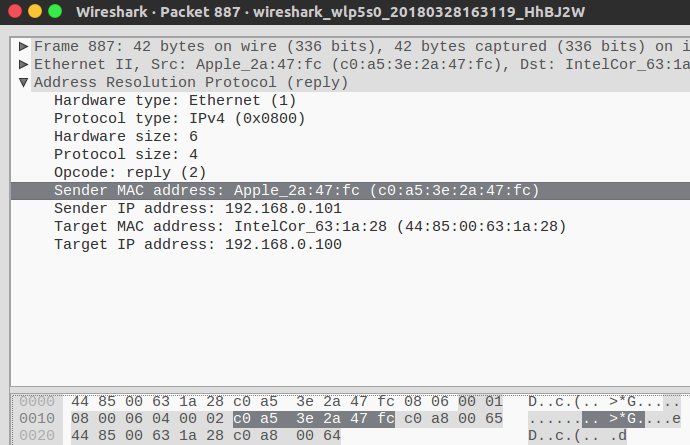 Wireshark · Packet 887 · wireshark_wlp5s0_20180328163119_HhBJ2W
Frame 887: 42 bytes on wire (336 bits), 42 bytes captured (336 bits) on i
Ethernet II, Src: Apple_2a:47:fc (c0:a5:3e:2a:47:fc), Dst: IntelCor_63:1a
Address Resolution Protocol (reply)
Hardware type: Ethernet (1)
Protocol type: IPv4 (0x0800)
Hardware size: 6
Protocol size: 4
Opcode: reply (2)
Sender MAC address: Apple_2a:47:fc (c0:a5:3e:2a:47:fc)
Sender IP address: 192.168.0.101
Target MAC address: IntelCor_63:1a:28 (44:85:00:63:1a:28)
Target IP address: 192.168.0.100
0000 44 85 00 63 1a 28 c0 a5 3e 2a 47 fc 08 06 00 01 D..c.(.. >*G.....
0010 08 00 06 04 00 02 c0 a5 3e 2a 47 fc c0 a8 00 65 ........ >*G....e
0020 44 85 00 63 1a 28 c0 a8 00 64 D..c.(.. .d